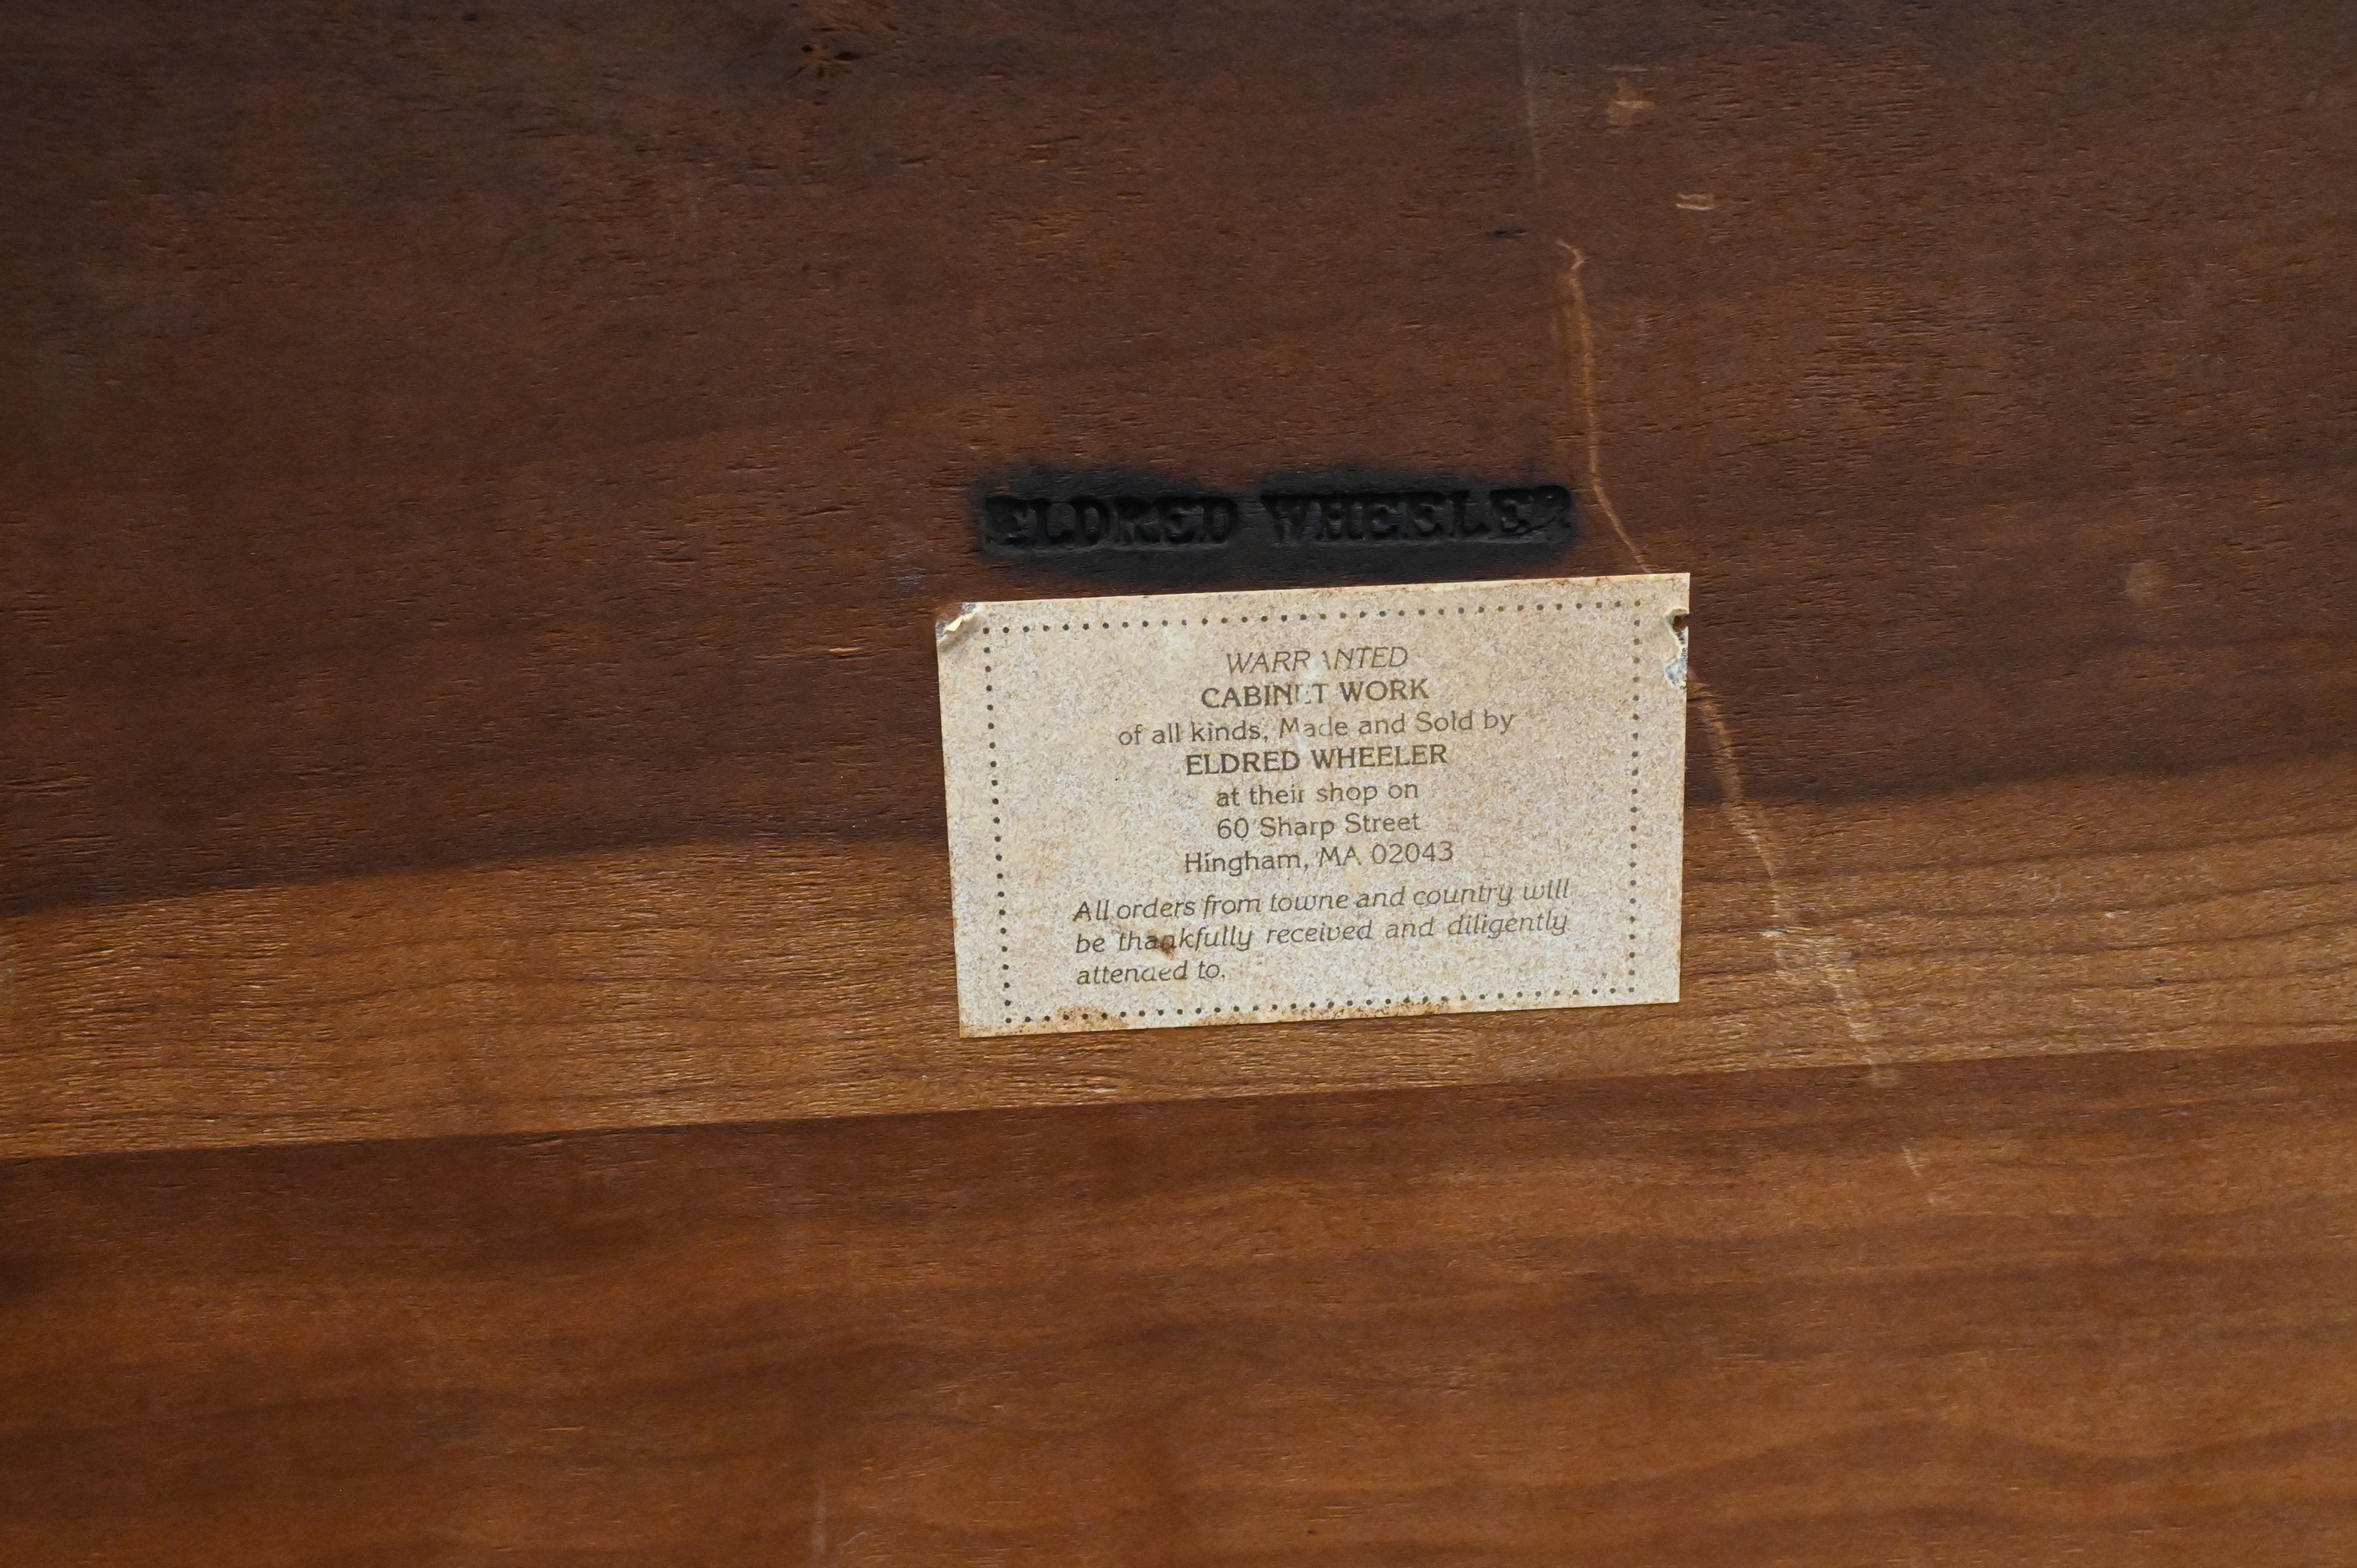 ELDRED WHEELER
WARRANTED
CABINET WORK
of all kinds, Made and Sold by
ELDRED WHEELER
at their shop on
60 Sharp Street
Hingham, MA 02043
All orders from towne and country will
be thankfully received and diligently
attended to.